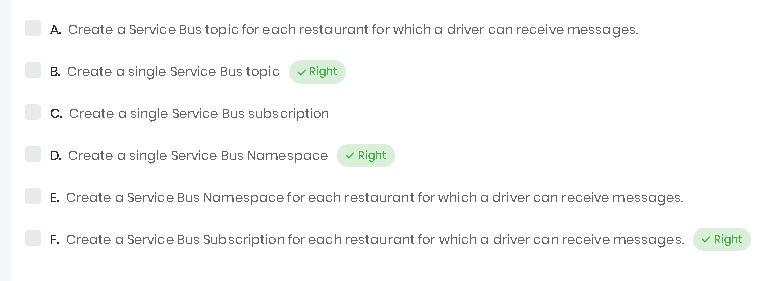 A. Create a Service Bus topic for each restaurant for which a driver can receive messages.
B. Create a single Service Bus topic Right
C. Create a single Service Bus subscription
D. Create a single Service Bus Namespace Right
E. Create a Service Bus Namespace for each restaurant for which a driver can receive messages.
F. Create a Service Bus Subscription for each restaurant for which a driver can receive messages. Right